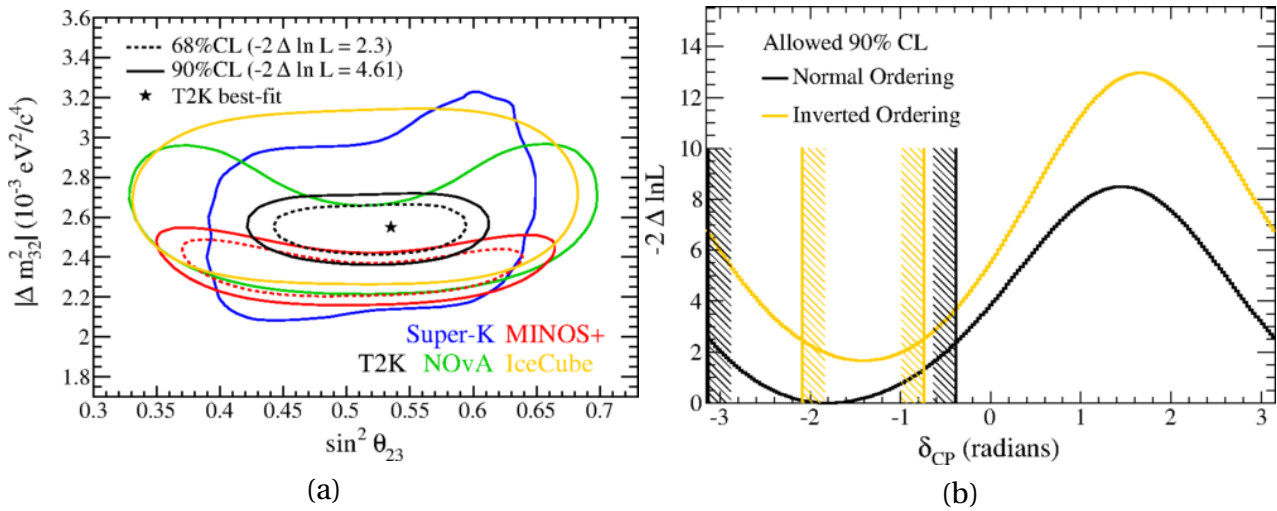 68%CL (-2 Δ ln L = 2.3)
90%CL (-2 Δ ln L = 4.61)
T2K best-fit
Super-K MINOS+
T2K NOvA IceCube
3.6
3.4
3.2
3
2.8
2.6
2.4
2.2
2
1.8
|Δ m²₃₂| (10⁻³ eV²/c⁴)
0.3 0.35 0.4 0.45 0.5 0.55 0.6 0.65 0.7
sin² θ₂₃
(a)
Allowed 90% CL
Normal Ordering
Inverted Ordering
14
12
10
8
6
4
2
0
-2 Δ lnL
-3 -2 -1 0 1 2 3
δCP (radians)
(b)